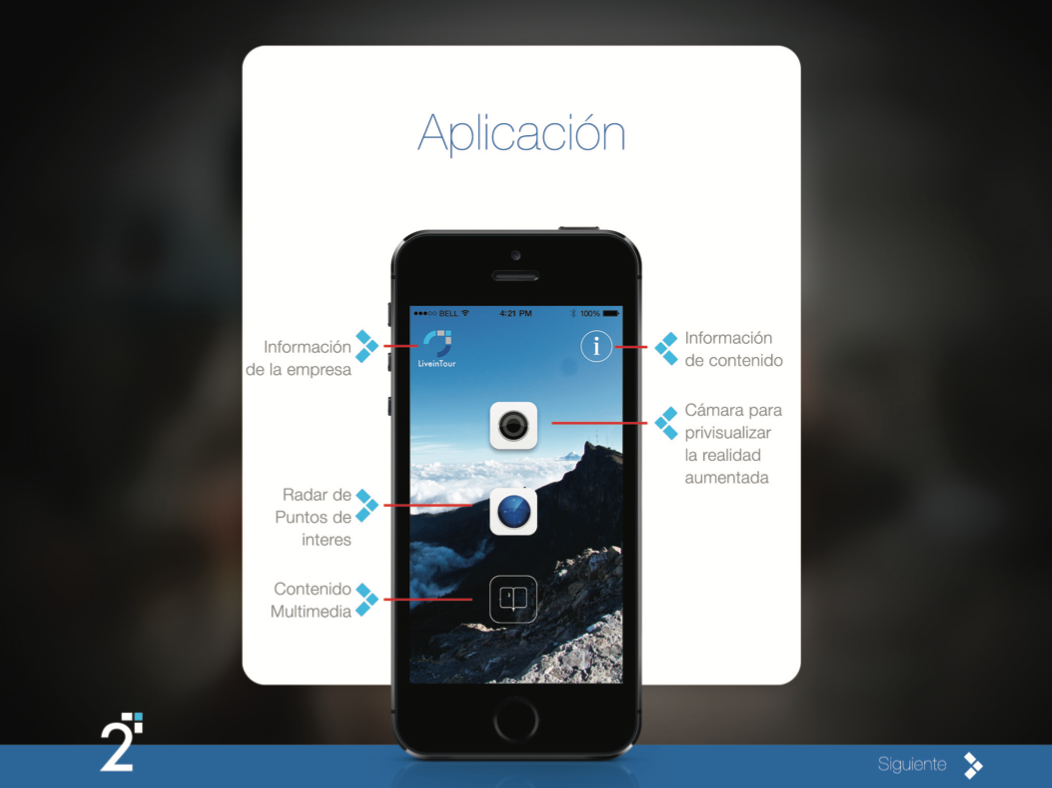 Aplicación
BELL 4:21 PM 100%
LiveinTour
i
Información
de la empresa
Información
de contenido
Cámara para
privisualizar
la realidad
aumentada
Radar de
Puntos de
interes
Contenido
Multimedia
2
Siguiente